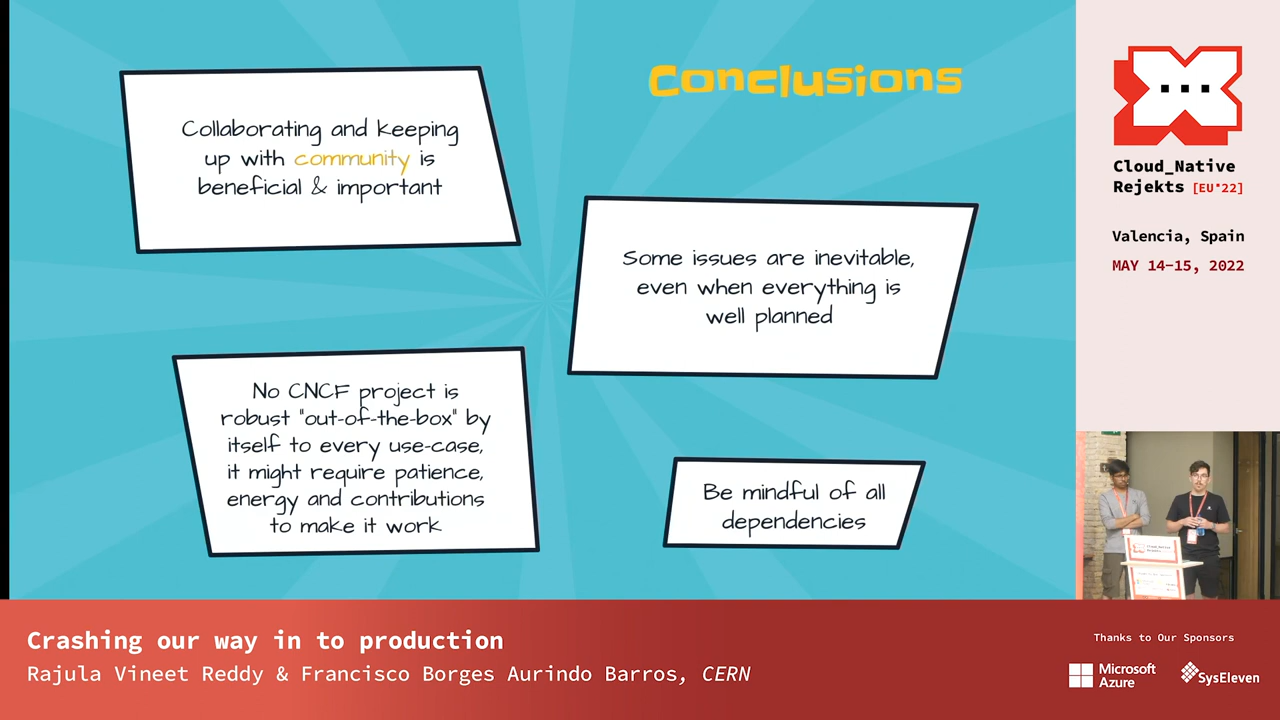 Conclusions
Collaborating and keeping
up with community is
beneficial & important
Some issues are inevitable,
even when everything is
well planned
No CNCF project is
robust "out-of-the-box" by
itself to every use-case,
it might require patience,
energy and contributions
to make it work
Be mindful of all
dependencies
Cloud_Native
Rejekts [EU*22]
Valencia, Spain
MAY 14-15, 2022
Crashing our way in to production
Rajula Vineet Reddy & Francisco Borges Aurindo Barros, CERN
Thanks to Our Sponsors
Microsoft
Azure
SysEleven